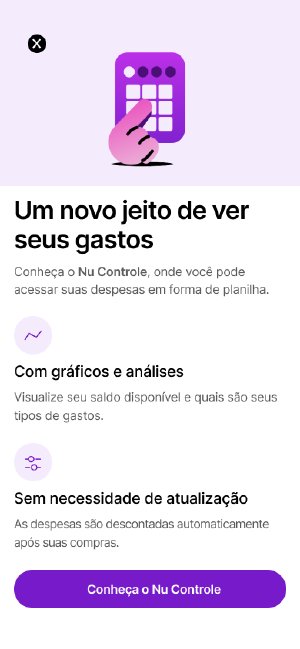 X
Um novo jeito de ver
seus gastos
Conheça o Nu Controle, onde você pode
acessar suas despesas em forma de planilha.
Com gráficos e análises
Visualize seu saldo disponível e quais são seus
tipos de gastos.
Sem necessidade de atualização
As despesas são descontadas automaticamente
após suas compras.
Conheça o Nu Controle